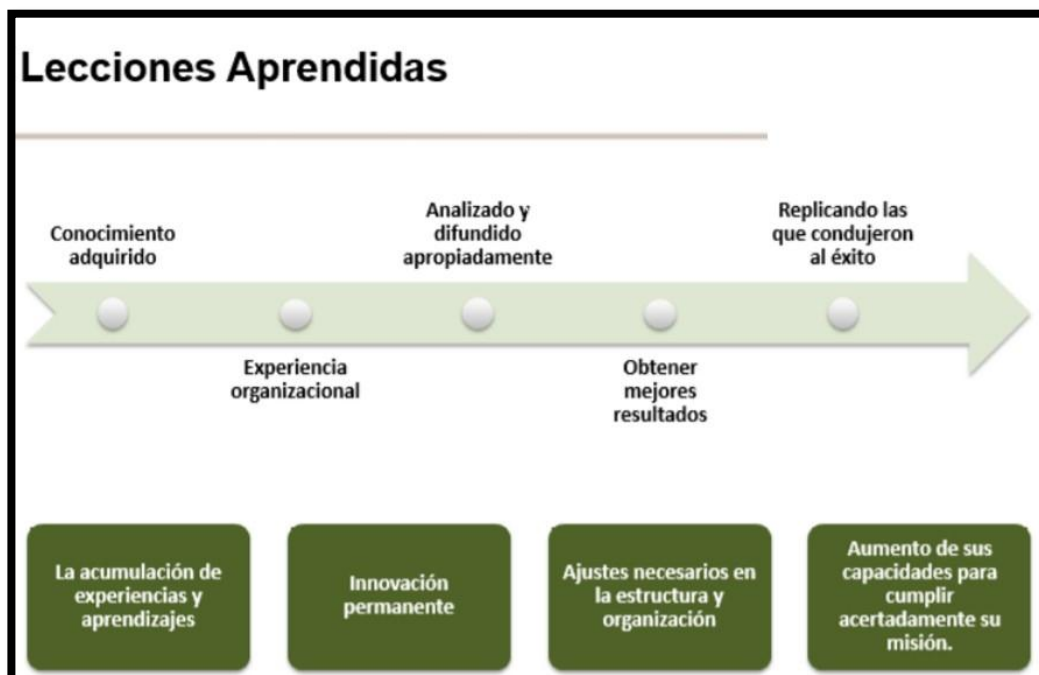 Lecciones Aprendidas
Conocimiento
adquirido
Experiencia
organizacional
Analizado y
difundido
apropiadamente
Obtener
mejores
resultados
Replicando las
que condujeron
al éxito
La acumulación de
experiencias y
aprendizajes
Innovación
permanente
Ajustes necesarios en
la estructura y
organización
Aumento de sus
capacidades para
cumplir
acertadamente su
misión.